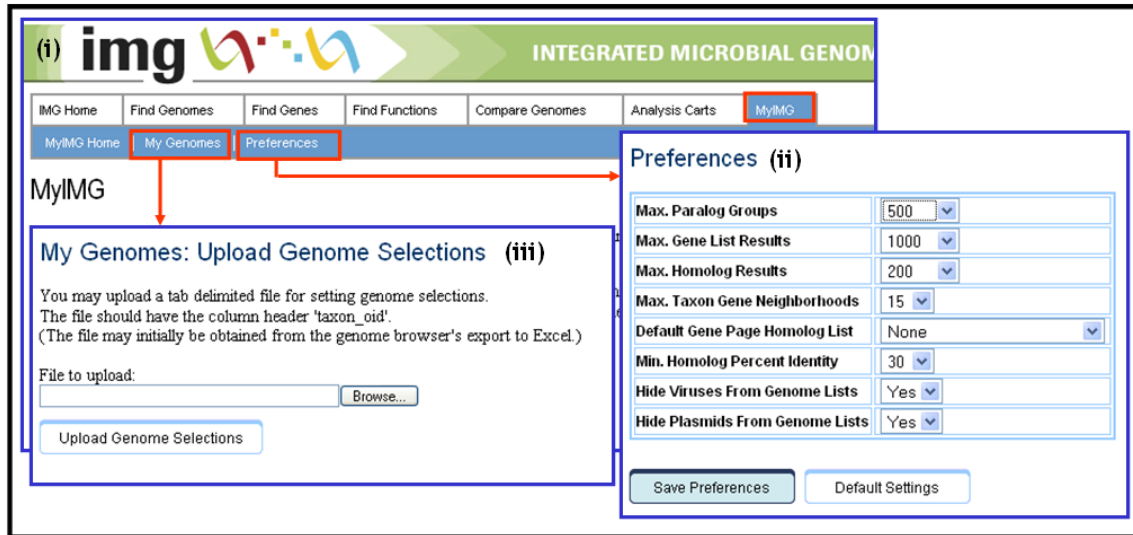 (i) img INTEGRATED MICROBIAL GENOM
IMG Home Find Genomes Find Genes Find Functions Compare Genomes Analysis Carts MyIMG
MyIMG Home My Genomes Preferences
MyIMG
My Genomes: Upload Genome Selections (iii)
You may upload a tab delimited file for setting genome selections.
The file should have the column header 'taxon_oid'.
(The file may initially be obtained from the genome browser's export to Excel.)
File to upload:
Browse...
Upload Genome Selections
Preferences (ii)
Max. Paralog Groups 500
Max. Gene List Results 1000
Max. Homolog Results 200
Max. Taxon Gene Neighborhoods 15
Default Gene Page Homolog List None
Min. Homolog Percent Identity 30
Hide Viruses From Genome Lists Yes
Hide Plasmids From Genome Lists Yes
Save Preferences Default Settings